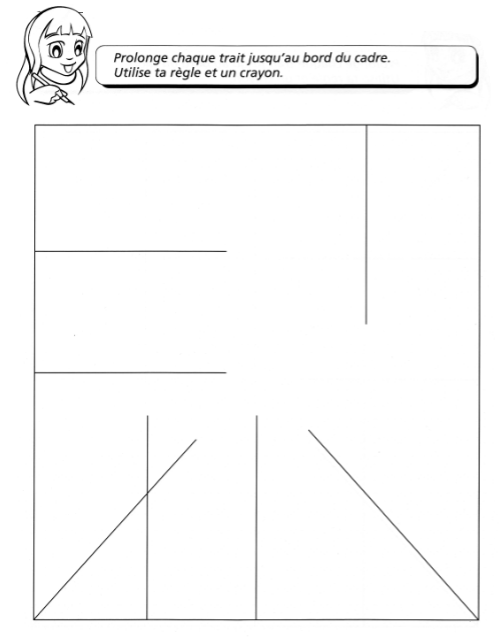 Prolonge chaque trait jusqu'au bord du cadre.
Utilise ta règle et un crayon.